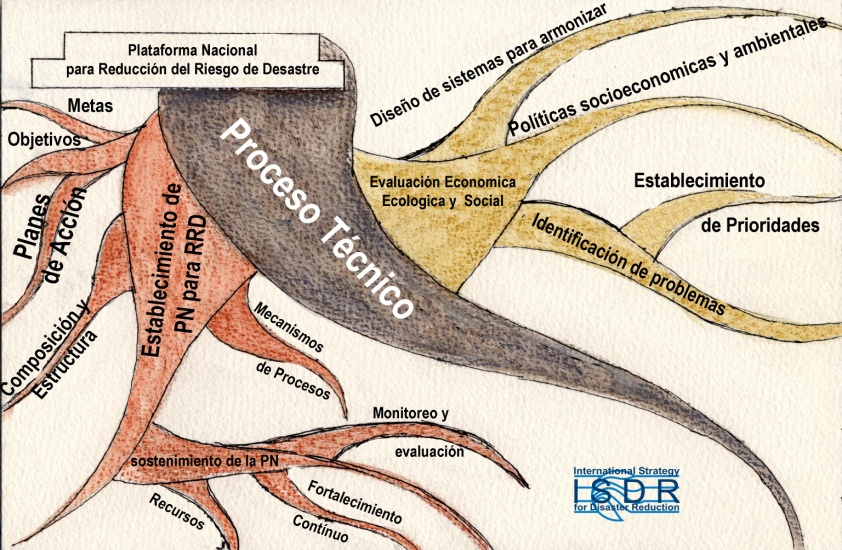 Plataforma Nacional
para Reducción del Riesgo de Desastre
Metas
Objetivos
Planes
de Acción
Composición y
Estructura
Establecimiento de
PN para RRD
Mecanismos
de Procesos
sostenimiento de la PN
Monitoreo y
evaluación
Fortalecimiento
Contínuo
Recursos
Proceso Técnico
Diseño de sistemas para armonizar
Políticas socioeconomicas y ambientales
Evaluación Economica
Ecologica y Social
Establecimiento
de Prioridades
Identificación de problemas
International Strategy
ISDR
for Disaster Reduction